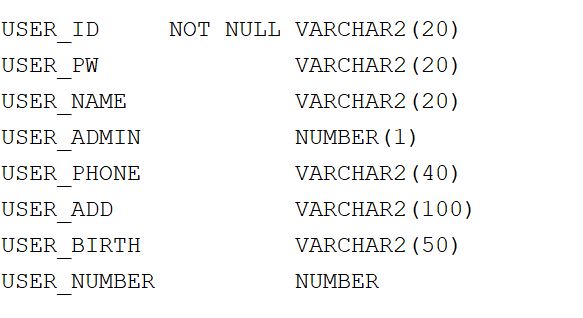 USER_ID     NOT NULL VARCHAR2(20)
USER_PW              VARCHAR2(20)
USER_NAME            VARCHAR2(20)
USER_ADMIN           NUMBER(1)
USER_PHONE           VARCHAR2(40)
USER_ADD             VARCHAR2(100)
USER_BIRTH           VARCHAR2(50)
USER_NUMBER          NUMBER